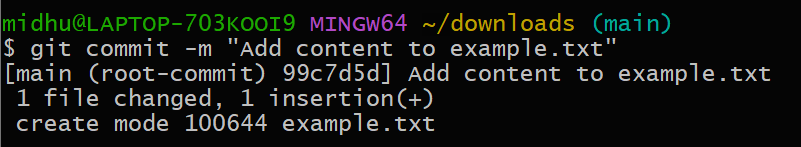 midhu@LAPTOP-703KOOI9 MINGW64 ~/downloads (main)
$ git commit -m "Add content to example.txt"
[main (root-commit) 99c7d5d] Add content to example.txt
 1 file changed, 1 insertion(+)
 create mode 100644 example.txt